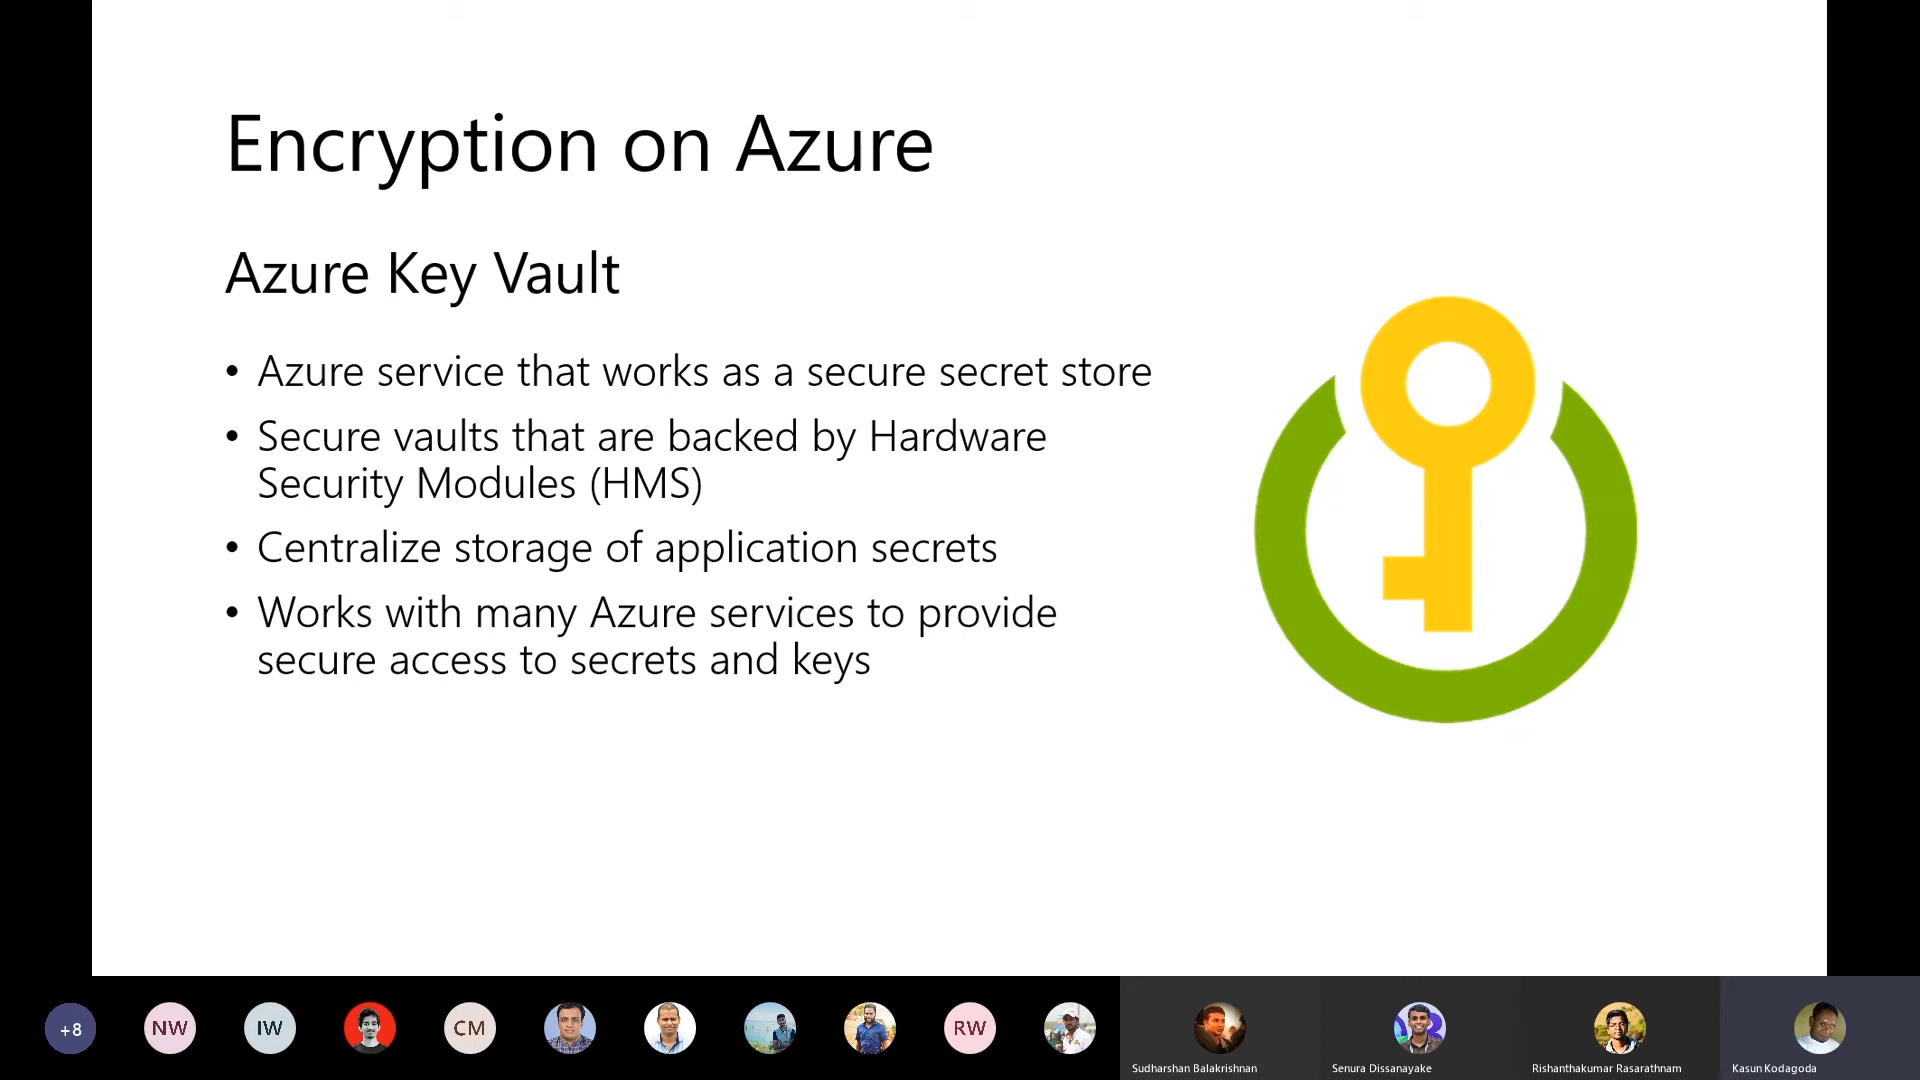 Encryption on Azure
Azure Key Vault
• Azure service that works as a secure secret store
• Secure vaults that are backed by Hardware
Security Modules (HMS)
• Centralize storage of application secrets
• Works with many Azure services to provide
secure access to secrets and keys
+8
NW
IW
CM
RW
Sudharshan Balakrishnan
Senura Dissanayake
Rishanthakumar Rasarathnam
Kasun Kodagoda